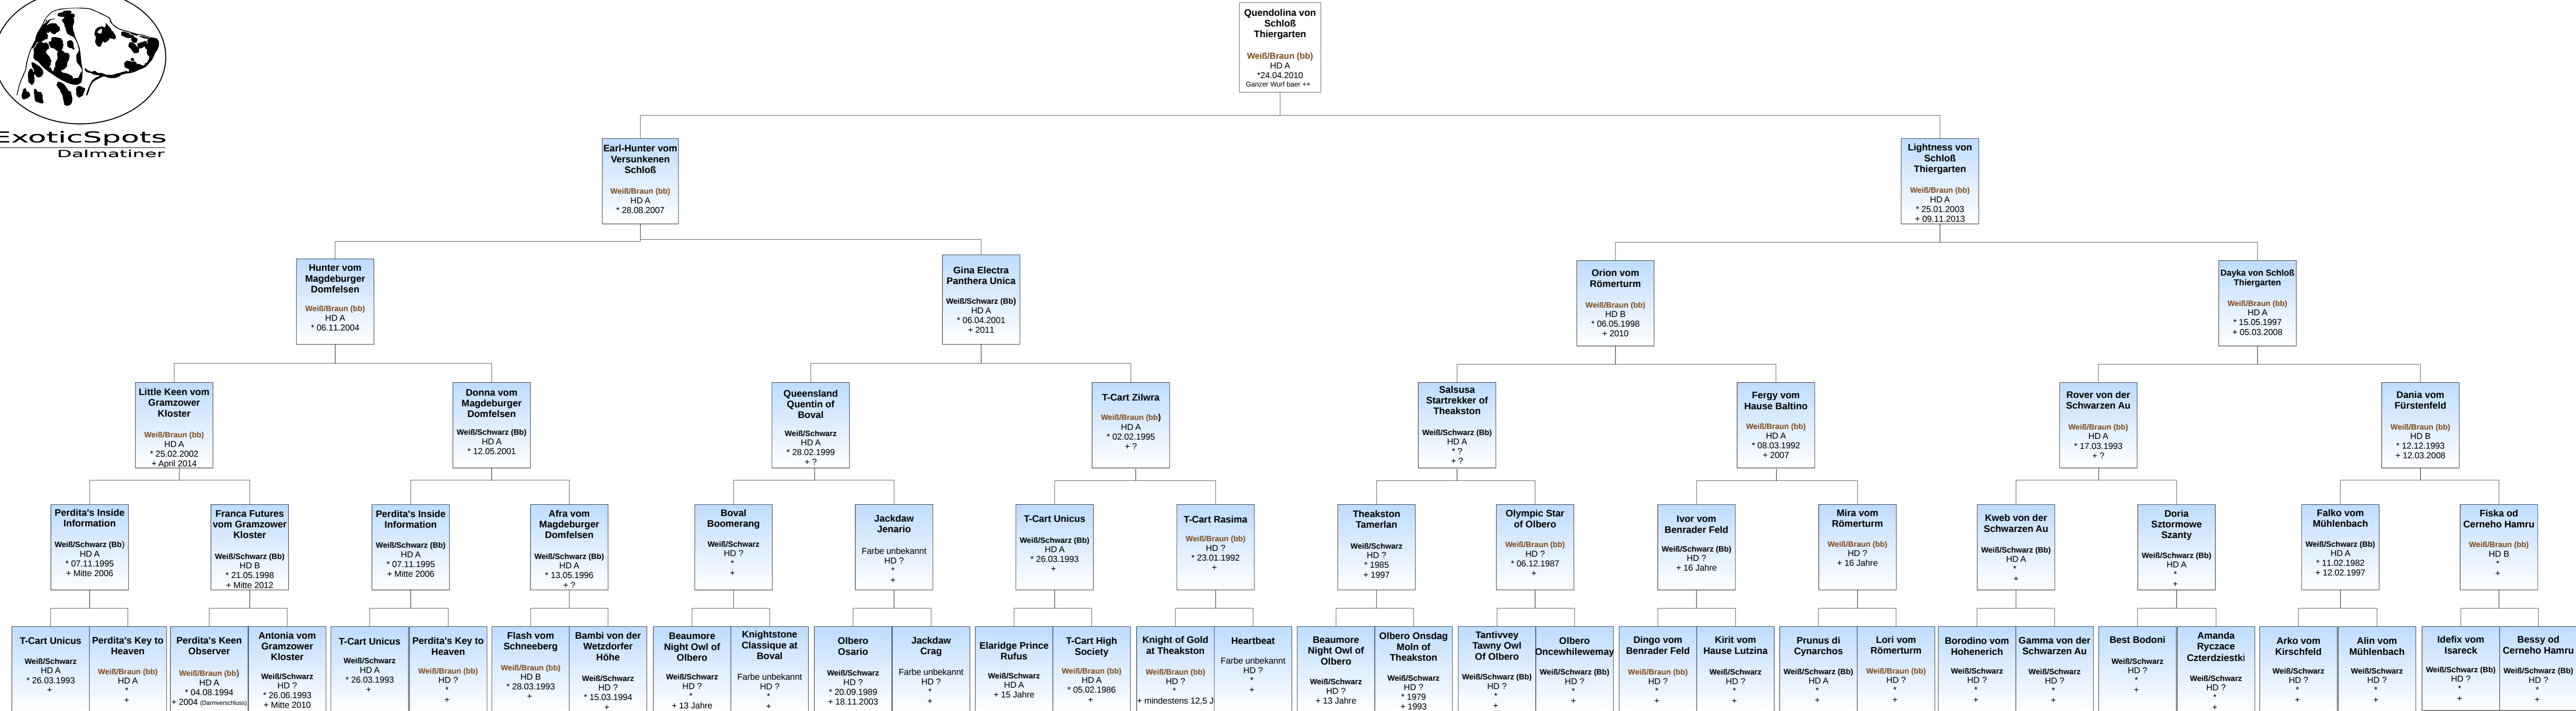 ExoticSpots
Dalmatiner
Quendolina von
Schloß
Thiergarten
Weiß/Braun (bb)
HD A
*24.04.2010
Ganzer Wurf baer ++
Earl-Hunter vom
Versunkenen
Schloß
Weiß/Braun (bb)
HD A
* 28.08.2007
Lightness von
Schloß
Thiergarten
Weiß/Braun (bb)
HD A
* 25.01.2003
+ 09.11.2013
Hunter vom
Magdeburger
Domfelsen
Weiß/Braun (bb)
HD A
* 06.11.2004
Gina Electra
Panthera Unica
Weiß/Schwarz (Bb)
HD A
* 06.04.2001
+ 2011
Orion vom
Römerturm
Weiß/Braun (bb)
HD B
* 06.05.1998
+ 2010
Dayka von Schloß
Thiergarten
Weiß/Braun (bb)
HD A
* 15.05.1997
+ 05.03.2008
Little Keen vom
Gramzower
Kloster
Weiß/Braun (bb)
HD A
* 25.02.2002
+ April 2014
Donna vom
Magdeburger
Domfelsen
Weiß/Schwarz (Bb)
HD A
* 12.05.2001
Queensland
Quentin of
Boval
Weiß/Schwarz
HD A
* 28.02.1999
+ ?
T-Cart Zilwra
Weiß/Braun (bb)
HD A
* 02.02.1995
+ ?
Salsusa
Startrekker of
Theakston
Weiß/Schwarz (Bb)
HD A
* ?
+ ?
Fergy vom
Hause Baltino
Weiß/Braun (bb)
HD A
* 08.03.1992
+ 2007
Rover von der
Schwarzen Au
Weiß/Braun (bb)
HD A
* 17.03.1993
+ ?
Dania vom
Fürstenfeld
Weiß/Braun (bb)
HD B
* 12.12.1993
+ 12.03.2008
Perdita's Inside
Information
Weiß/Schwarz (Bb)
HD A
* 07.11.1995
+ Mitte 2006
Franca Futures
vom Gramzower
Kloster
Weiß/Schwarz (Bb)
HD B
* 21.05.1998
+ Mitte 2012
Perdita's Inside
Information
Weiß/Schwarz (Bb)
HD A
* 07.11.1995
+ Mitte 2006
Afra vom
Magdeburger
Domfelsen
Weiß/Schwarz (Bb)
HD A
* 13.05.1996
+ ?
Boval
Boomerang
Weiß/Schwarz
HD ?
*
+
Jackdaw
Jenario
Farbe unbekannt
HD ?
*
+
T-Cart Unicus
Weiß/Schwarz (Bb)
HD A
* 26.03.1993
+
T-Cart Rasima
Weiß/Braun (bb)
HD ?
* 23.01.1992
+
Theakston
Tamerlan
Weiß/Schwarz
HD ?
* 1985
+ 1997
Olympic Star
of Olbero
Weiß/Braun (bb)
HD ?
* 06.12.1987
+
Ivor vom
Benrader Feld
Weiß/Schwarz (Bb)
HD ?
+ 16 Jahre
Mira vom
Römerturm
Weiß/Braun (bb)
HD ?
+ 16 Jahre
Kweb von der
Schwarzen Au
Weiß/Schwarz (Bb)
HD A
*
+
Doria
Sztormowe
Szanty
Weiß/Schwarz (Bb)
HD A
*
+
Falko vom
Mühlenbach
Weiß/Schwarz (Bb)
HD A
* 11.02.1982
+ 12.02.1997
Fiska od
Cerneho Hamru
Weiß/Braun (bb)
HD B
*
+
T-Cart Unicus
Weiß/Schwarz
HD A
* 26.03.1993
+
Perdita's Key to
Heaven
Weiß/Braun (bb)
HD A
*
+
Perdita's Keen
Observer
Weiß/Braun (bb)
HD A
* 04.08.1994
+ 2004 (Darmverschluss)
Antonia vom
Gramzower
Kloster
Weiß/Schwarz
HD ?
* 26.06.1993
+ Mitte 2010
T-Cart Unicus
Weiß/Schwarz
HD A
* 26.03.1993
+
Perdita's Key to
Heaven
Weiß/Braun (bb)
HD ?
*
+
Flash vom
Schneeberg
Weiß/Braun (bb)
HD B
* 28.03.1993
+
Bambi von der
Wetzdorfer
Höhe
Weiß/Schwarz
HD ?
* 15.03.1994
+
Beaumore
Night Owl of
Olbero
Weiß/Schwarz
HD ?
*
+ 13 Jahre
Knightstone
Classique at
Boval
Farbe unbekannt
HD ?
*
+
Olbero
Osario
Weiß/Schwarz
HD ?
* 20.09.1989
+ 18.11.2003
Jackdaw
Crag
Farbe unbekannt
HD ?
*
+
Elaridge Prince
Rufus
Weiß/Schwarz
HD A
+ 15 Jahre
T-Cart High
Society
Weiß/Braun (bb)
HD A
* 05.02.1986
+
Knight of Gold
at Theakston
Weiß/Braun (bb)
HD ?
*
+ mindestens 12,5 J
Heartbeat
Farbe unbekannt
HD ?
*
+
Beaumore
Night Owl of
Olbero
Weiß/Schwarz
HD ?
+ 13 Jahre
Olbero Onsdag
Moln of
Theakston
Weiß/Schwarz
HD ?
* 1979
+ 1993
Tantivvey
Tawny Owl
Of Olbero
Weiß/Schwarz (Bb)
HD ?
*
+
Olbero
Oncewhilewemay
Weiß/Schwarz (Bb)
HD ?
*
+
Dingo vom
Benrader Feld
Weiß/Braun (bb)
HD ?
*
+
Kirit vom
Hause Lutzina
Weiß/Schwarz
HD ?
*
+
Prunus di
Cynarchos
Weiß/Schwarz (Bb)
HD A
*
+
Lori vom
Römerturm
Weiß/Braun (bb)
HD ?
*
+
Borodino vom
Hohenerich
Weiß/Schwarz
HD ?
*
+
Gamma von der
Schwarzen Au
Weiß/Schwarz
HD ?
*
+
Best Bodoni
Weiß/Schwarz
HD ?
*
+
Amanda
Ryczace
Czterdziestki
Weiß/Schwarz
HD ?
*
+
Arko vom
Kirschfeld
Weiß/Schwarz
HD ?
*
+
Alin vom
Mühlenbach
Weiß/Schwarz
HD ?
*
+
Idefix vom
Isareck
Weiß/Schwarz (Bb)
HD ?
*
+
Bessy od
Cerneho Hamru
Weiß/Schwarz (Bb)
HD ?
*
+